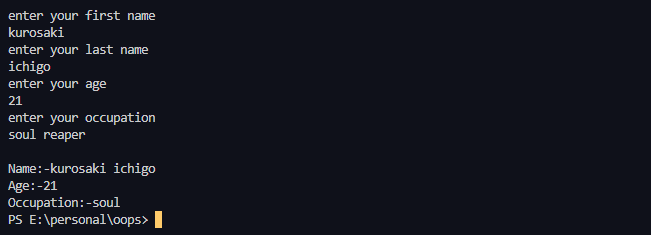 enter your first name
kurosaki
enter your last name
ichigo
enter your age
21
enter your occupation
soul reaper
Name:-kurosaki ichigo
Age:-21
Occupation:-soul
PS E:\personal\oops>